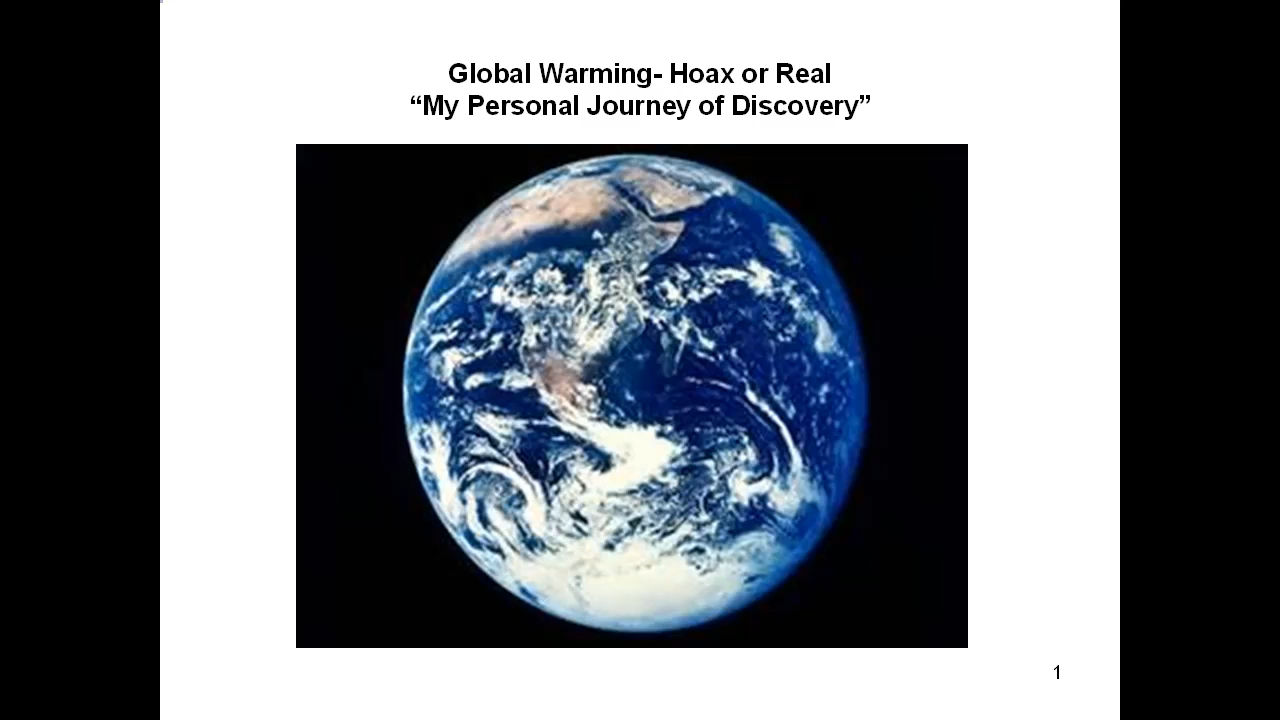 Global Warming- Hoax or Real
“My Personal Journey of Discovery”
1